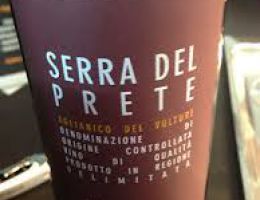 SERRA DEL
PRETE
AGLIANICO DEL VULTURE
DENOMINAZIONE DI
ORIGINE CONTROLLATA
VINO DI QUALITÀ
PRODOTTO IN REGIONE
DELIMITATA